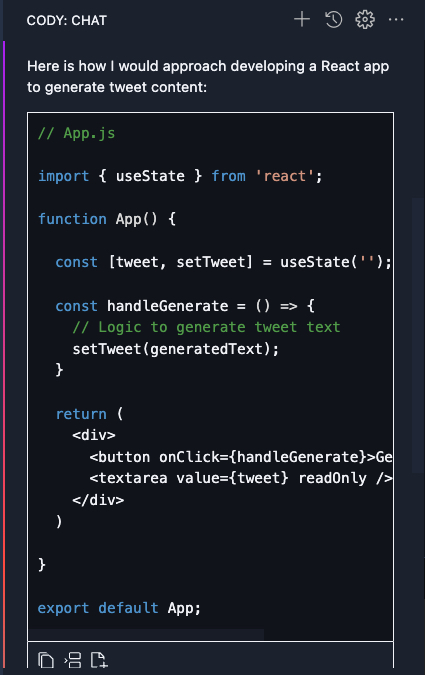 CODY: CHAT
Here is how I would approach developing a React app
to generate tweet content:
// App.js
import { useState } from 'react';
function App() {
const [tweet, setTweet] = useState('');
const handleGenerate = () => {
// Logic to generate tweet text
setTweet(generatedText);
}
return (
<div>
<button onClick={handleGenerate}>Ge
<textarea value={tweet} readOnly />
</div>
)
}
export default App;